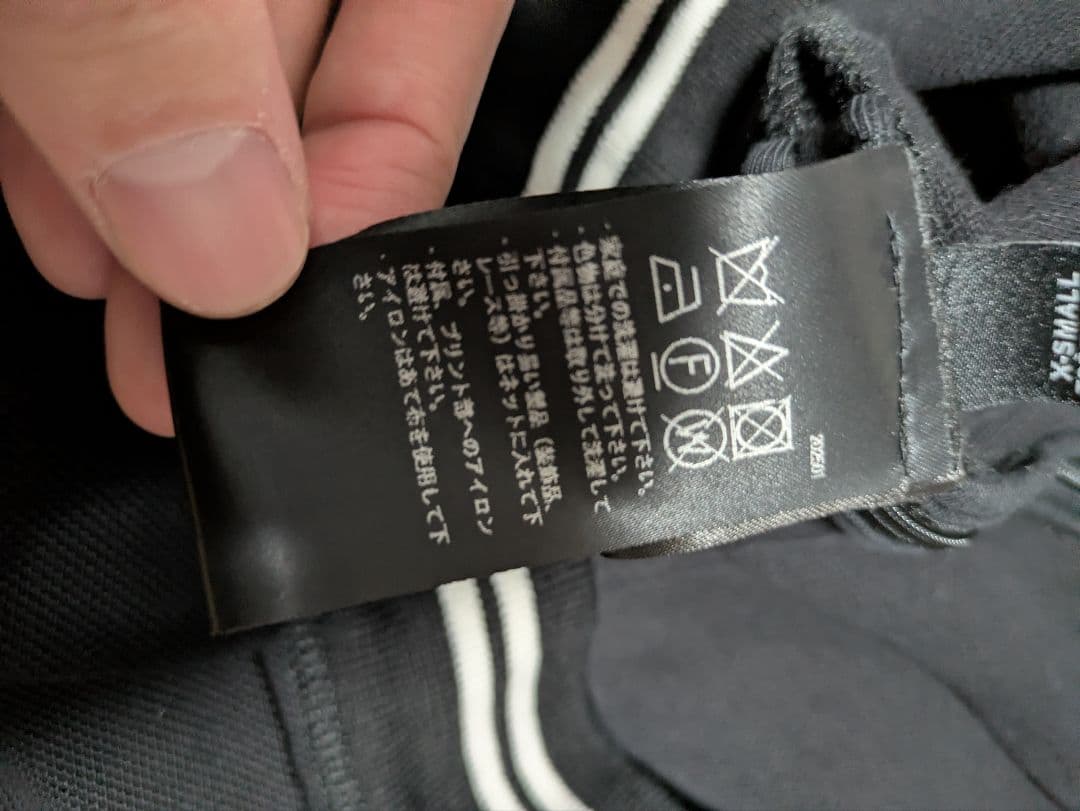 202301
・家庭での洗濯は避けて下さい。
・色物は分けて洗って下さい。
・付属品等は取り外して洗濯して
下さい。
・引っ掛かり易い製品（装飾品、
レース等）はネットに入れて下
さい。プリント等へのアイロン
・付属、
は避けて下さい。
・アイロンはあて布を使用して下
さい。
F
W
X-SMALL